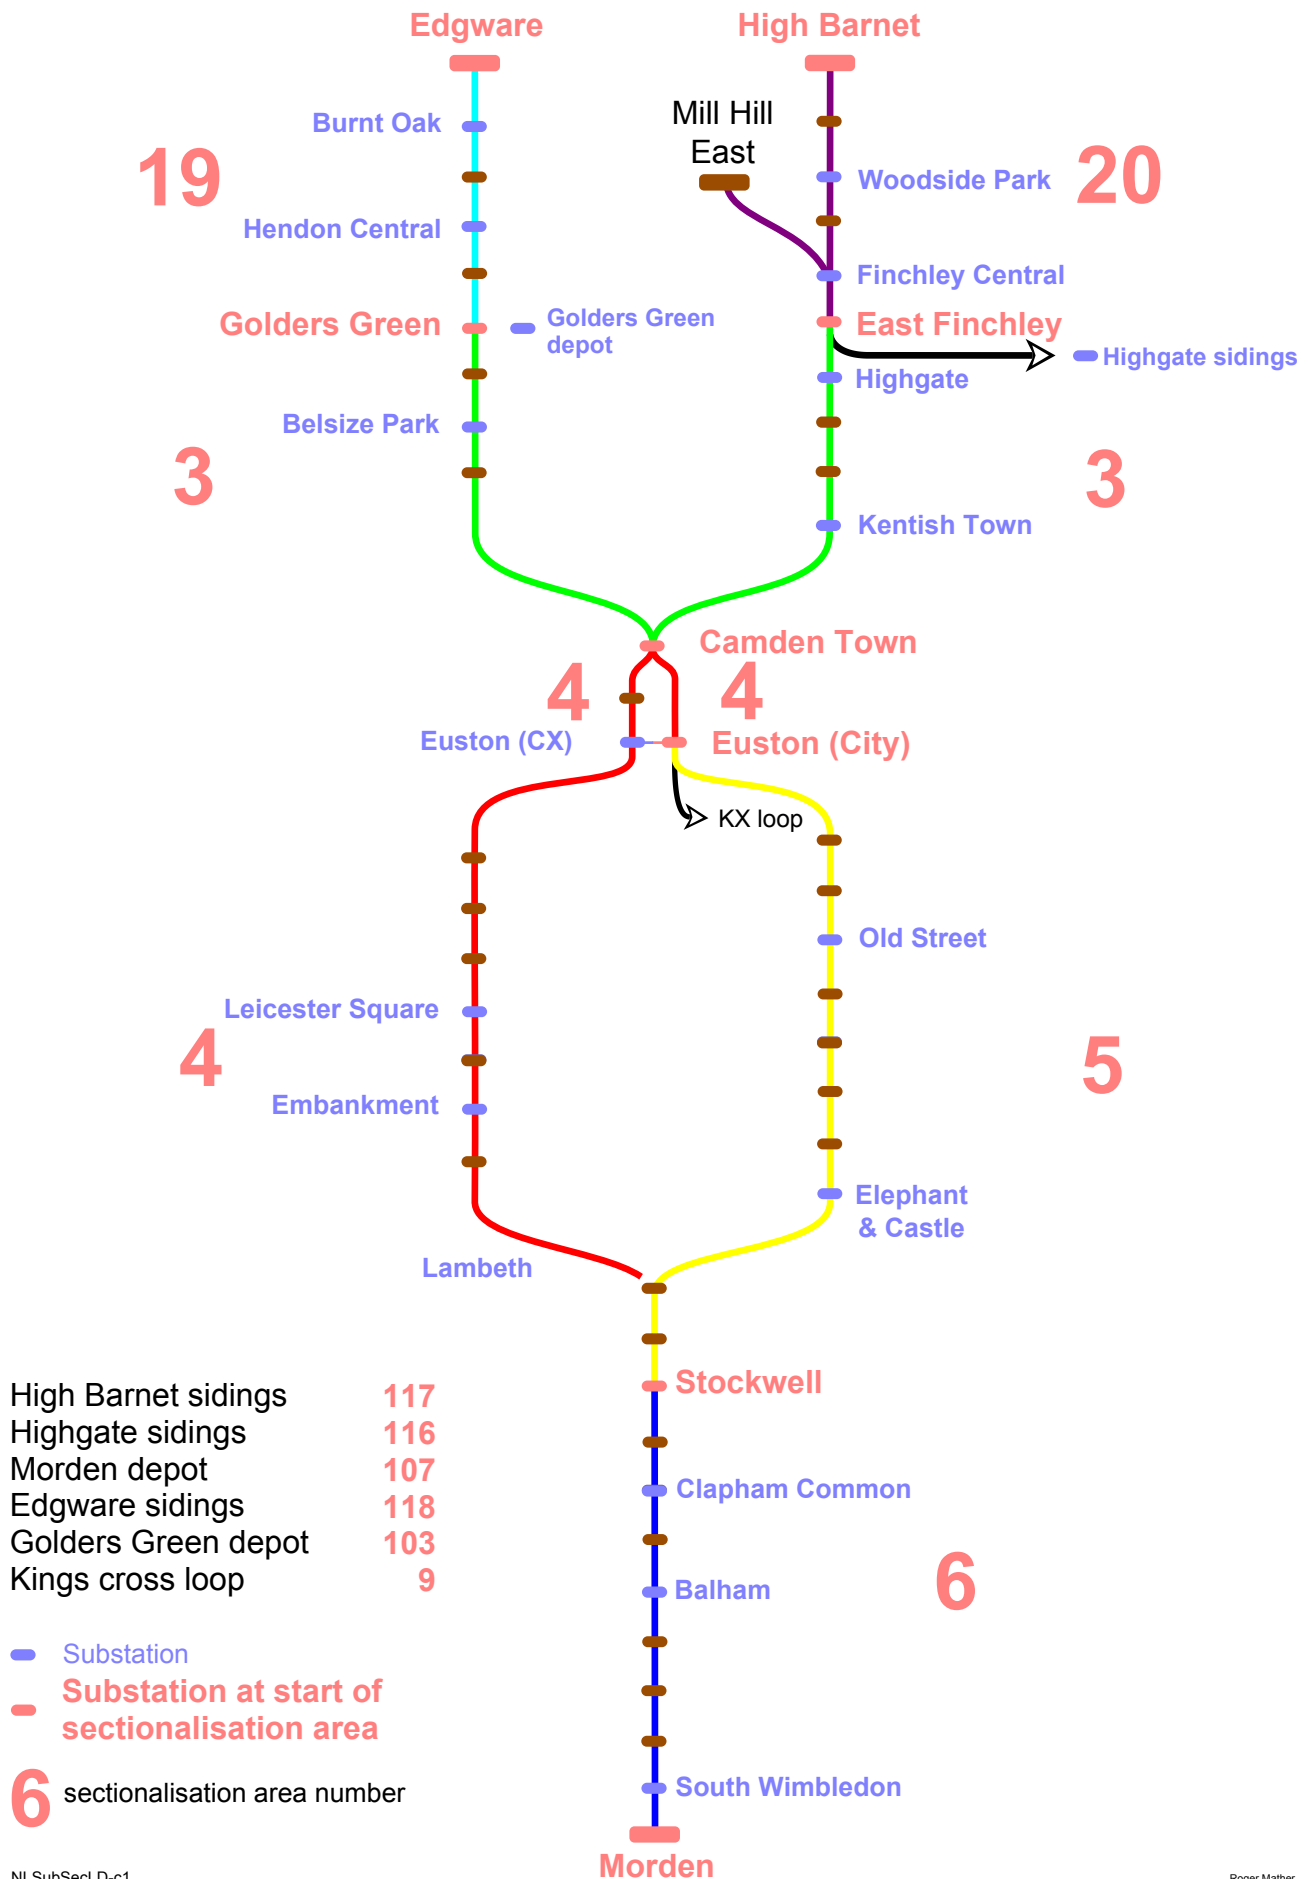 Edgware
High Barnet
Mill Hill
East
Burnt Oak
19
Woodside Park
20
Hendon Central
Finchley Central
Golders Green
Golders Green
depot
East Finchley
Highgate sidings
Highgate
Belsize Park
3
3
Kentish Town
Camden Town
4
4
Euston (CX)
Euston (City)
KX loop
Old Street
Leicester Square
4
5
Embankment
Elephant
& Castle
Lambeth
Stockwell
High Barnet sidings 117
Highgate sidings 116
Morden depot 107
Edgware sidings 118
Golders Green depot 103
Kings cross loop 9
Clapham Common
Balham
6
Substation
Substation at start of
sectionalisation area
6 sectionalisation area number
South Wimbledon
Morden
NLSubSecLD-c1
Roger Mather